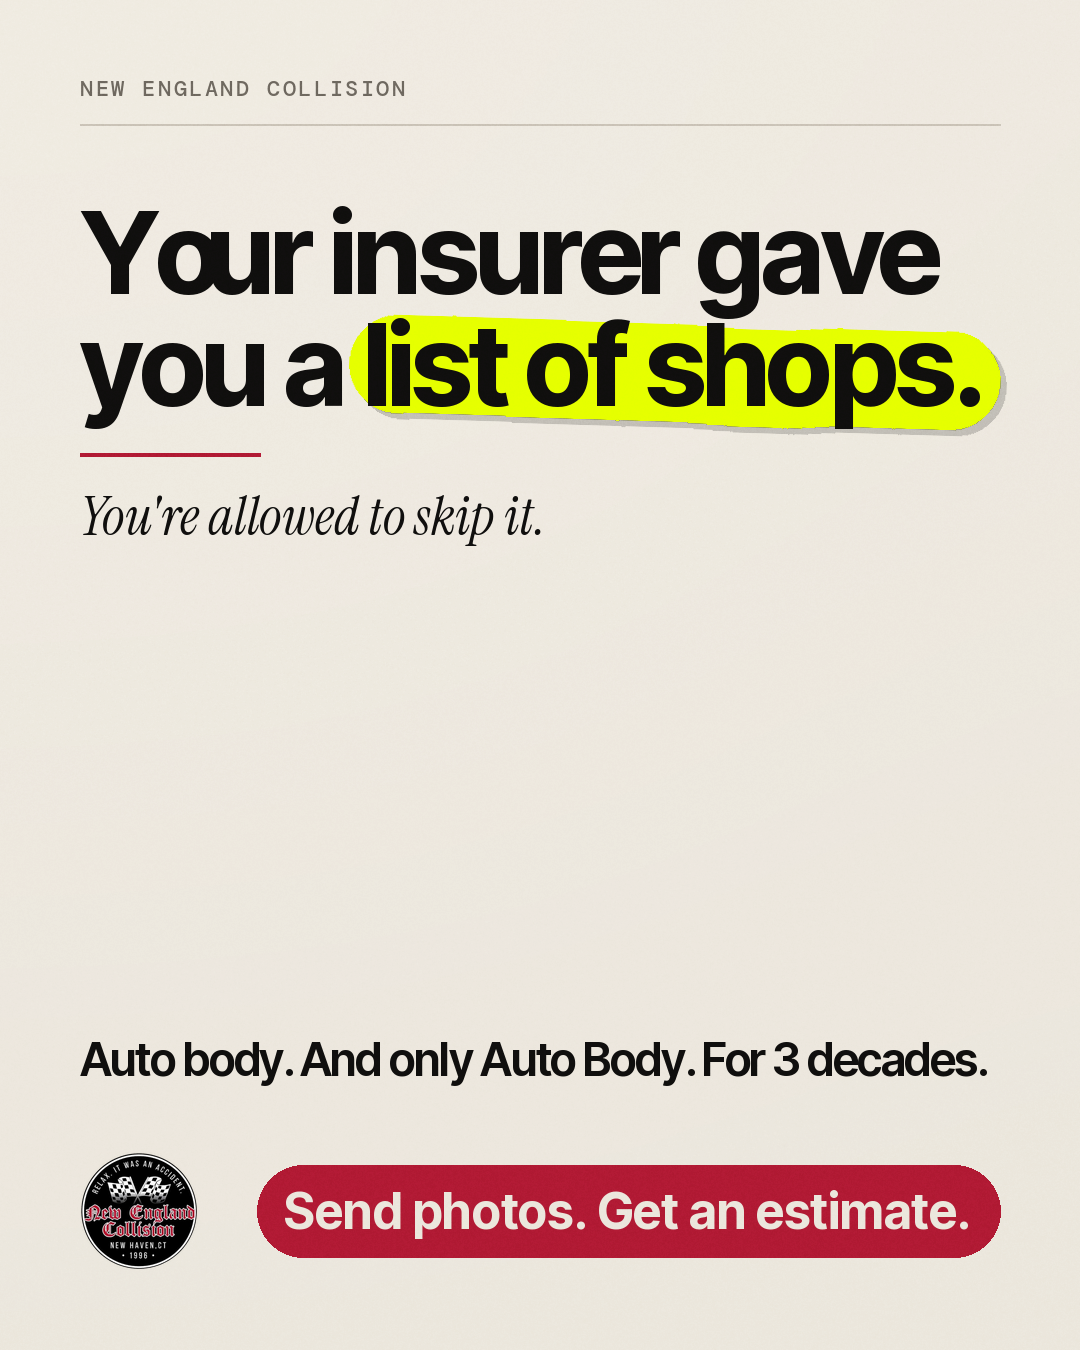 NEW ENGLAND COLLISION
Your insurer gave
you a list of shops.
You're allowed to skip it.
Auto body. And only Auto Body. For 3 decades.
RELAX, IT WAS AN ACCIDENT.
New England
Collision
NEW HAVEN, CT
• 1996 •
Send photos. Get an estimate.